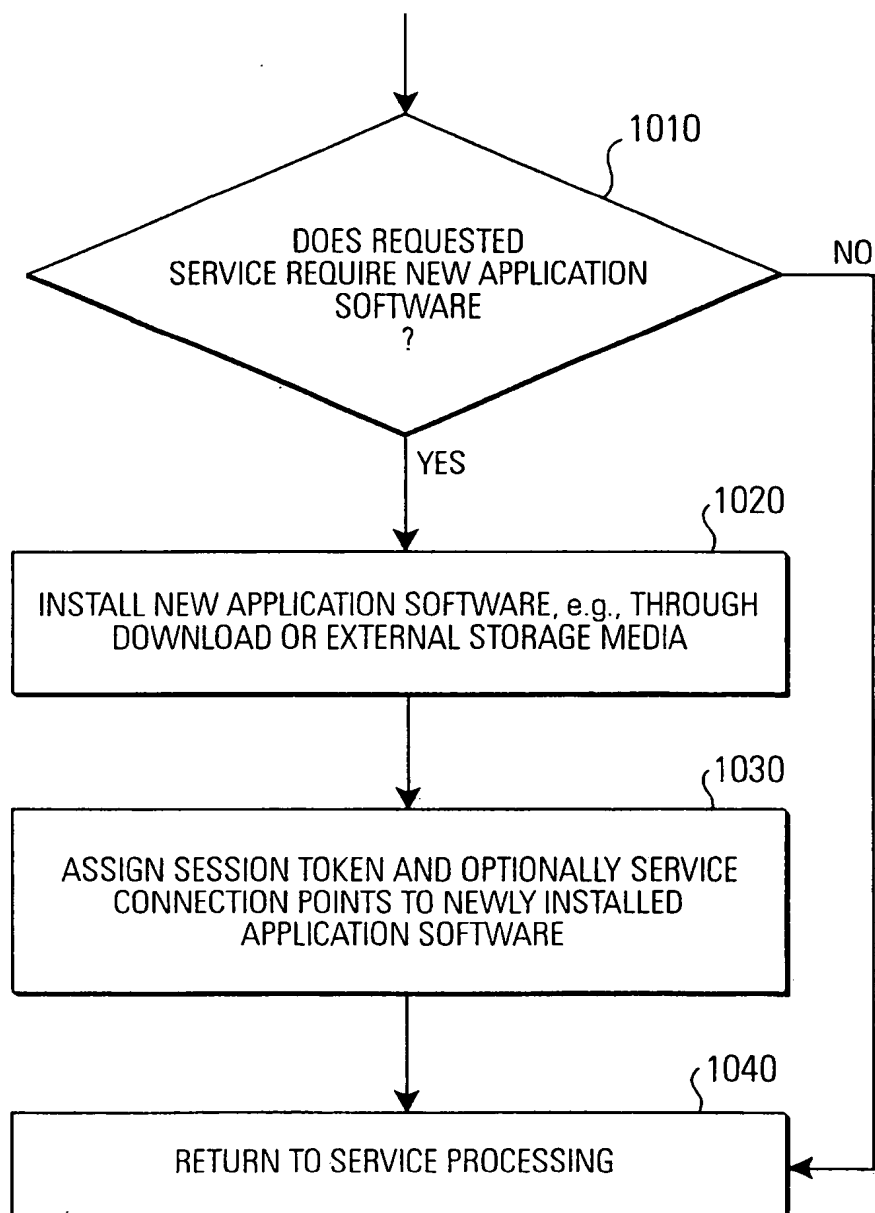 1010
DOES REQUESTED
SERVICE REQUIRE NEW APPLICATION
SOFTWARE
?
NO
YES
1020
INSTALL NEW APPLICATION SOFTWARE, e.g., THROUGH
DOWNLOAD OR EXTERNAL STORAGE MEDIA
1030
ASSIGN SESSION TOKEN AND OPTIONALLY SERVICE
CONNECTION POINTS TO NEWLY INSTALLED
APPLICATION SOFTWARE
1040
RETURN TO SERVICE PROCESSING